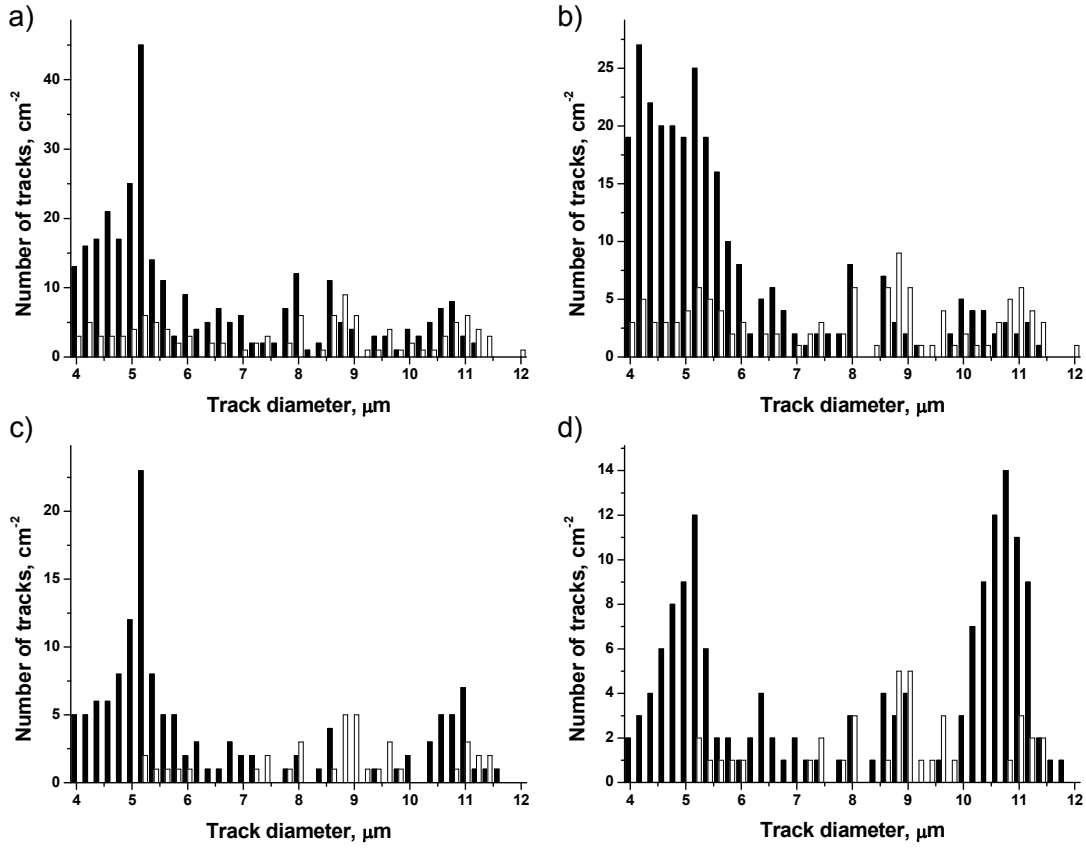 a)
Number of tracks, cm-2
40
30
20
10
0
4 5 6 7 8 9 10 11 12
Track diameter, μm
b)
Number of tracks, cm-2
25
20
15
10
5
0
4 5 6 7 8 9 10 11 12
Track diameter, μm
c)
Number of tracks, cm-2
20
15
10
5
0
4 5 6 7 8 9 10 11 12
Track diameter, μm
d)
Number of tracks, cm-2
14
12
10
8
6
4
2
0
4 5 6 7 8 9 10 11 12
Track diameter, μm